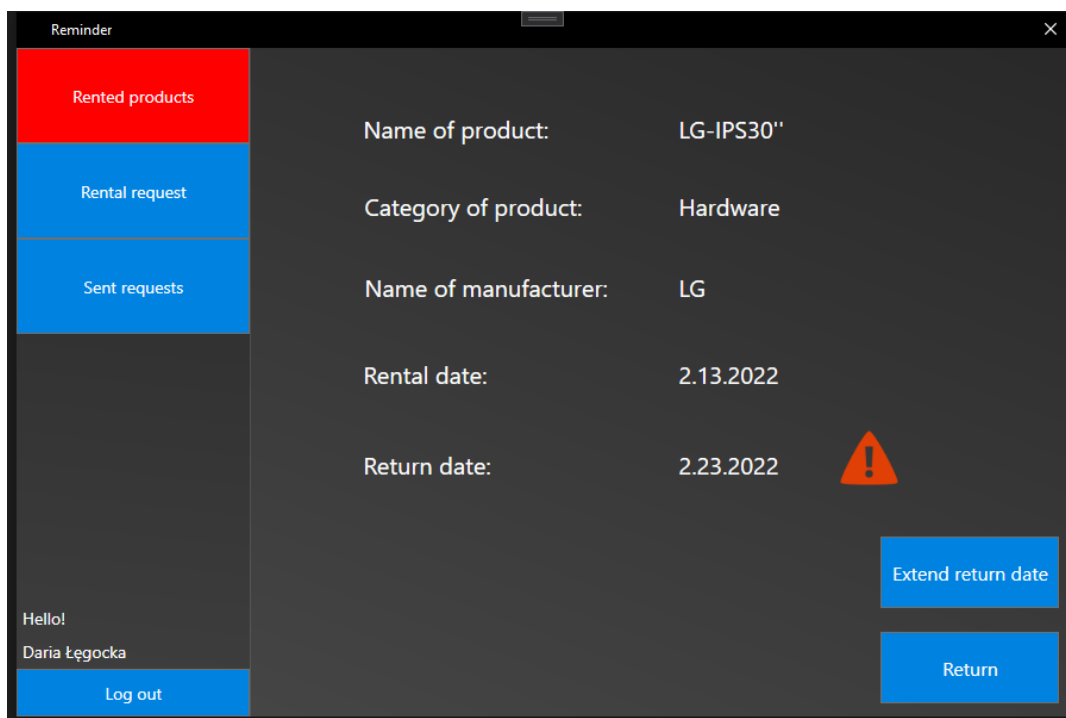 Reminder
Rented products
Rental request
Sent requests
Hello!
Daria Łęgocka
Log out
Name of product: LG-IPS30''
Category of product: Hardware
Name of manufacturer: LG
Rental date: 2.13.2022
Return date: 2.23.2022
Extend return date
Return